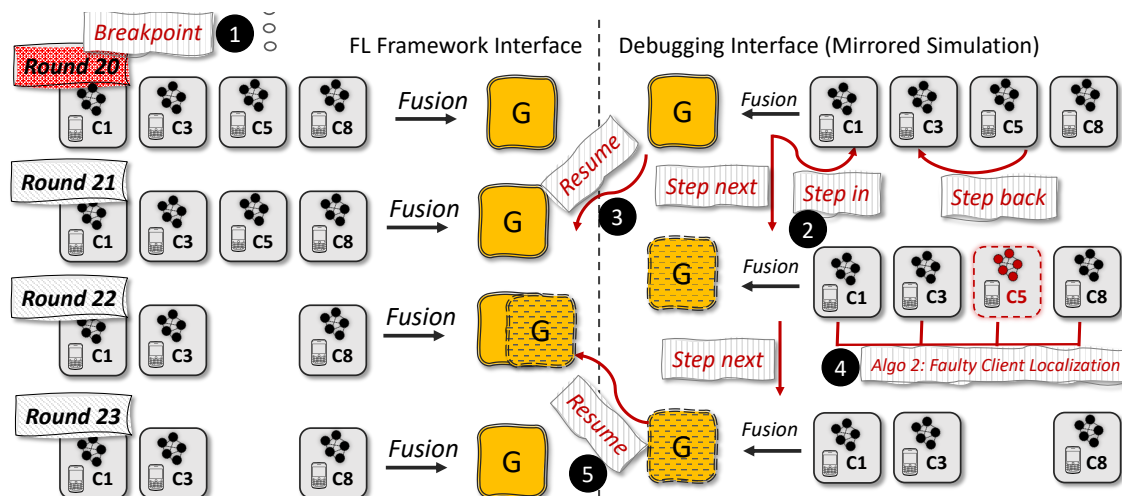 Breakpoint 1
FL Framework Interface
Debugging Interface (Mirrored Simulation)
Round 20
C1 C3 C5 C8 Fusion G
G Fusion C1 C3 C5 C8
Resume
3
Step next
Step in
2
Step back
Round 21
C1 C3 C5 C8 Fusion G
G Fusion C1 C3 C5 C8
Round 22
C1 C3 C8 Fusion G
Step next
4 Algo 2: Faulty Client Localization
Round 23
C1 C3 C8 Fusion G
Resume
5
G Fusion C1 C3 C8